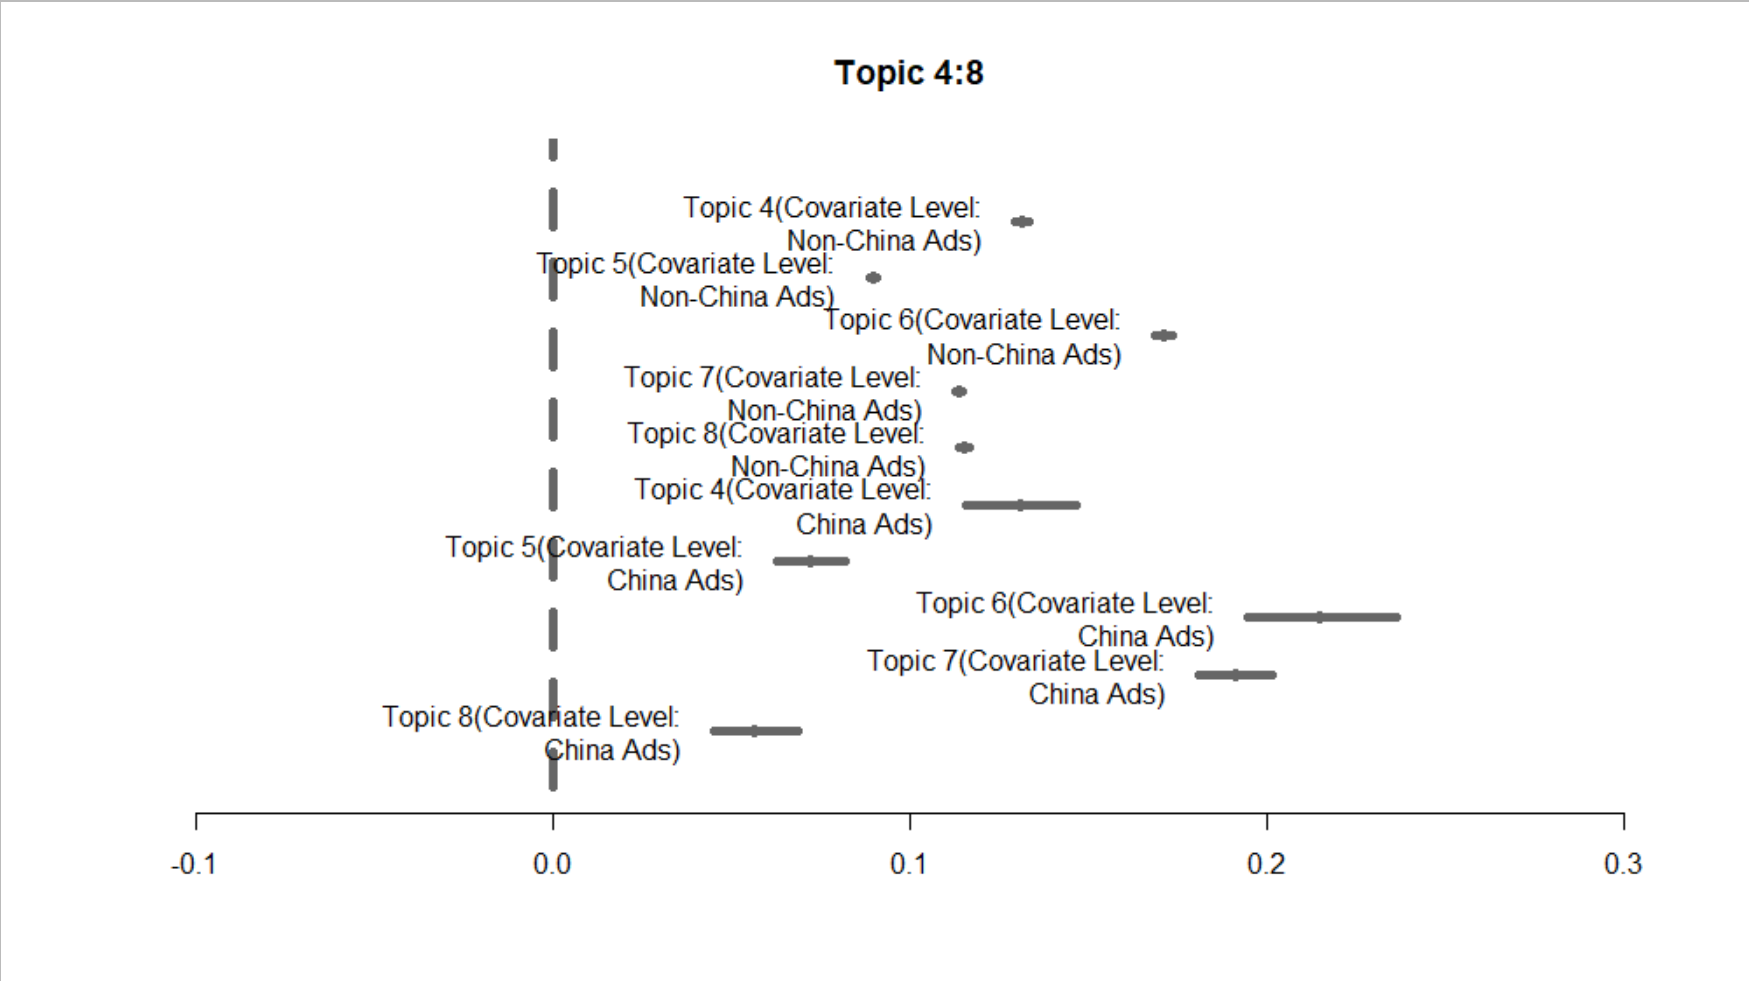 Topic 4:8
Topic 4(Covariate Level:
Non-China Ads)
Topic 5(Covariate Level:
Non-China Ads)
Topic 6(Covariate Level:
Non-China Ads)
Topic 7(Covariate Level:
Non-China Ads)
Topic 8(Covariate Level:
Non-China Ads)
Topic 4(Covariate Level:
China Ads)
Topic 5(Covariate Level:
China Ads)
Topic 6(Covariate Level:
China Ads)
Topic 7(Covariate Level:
China Ads)
Topic 8(Covariate Level:
China Ads)
-0.1 0.0 0.1 0.2 0.3